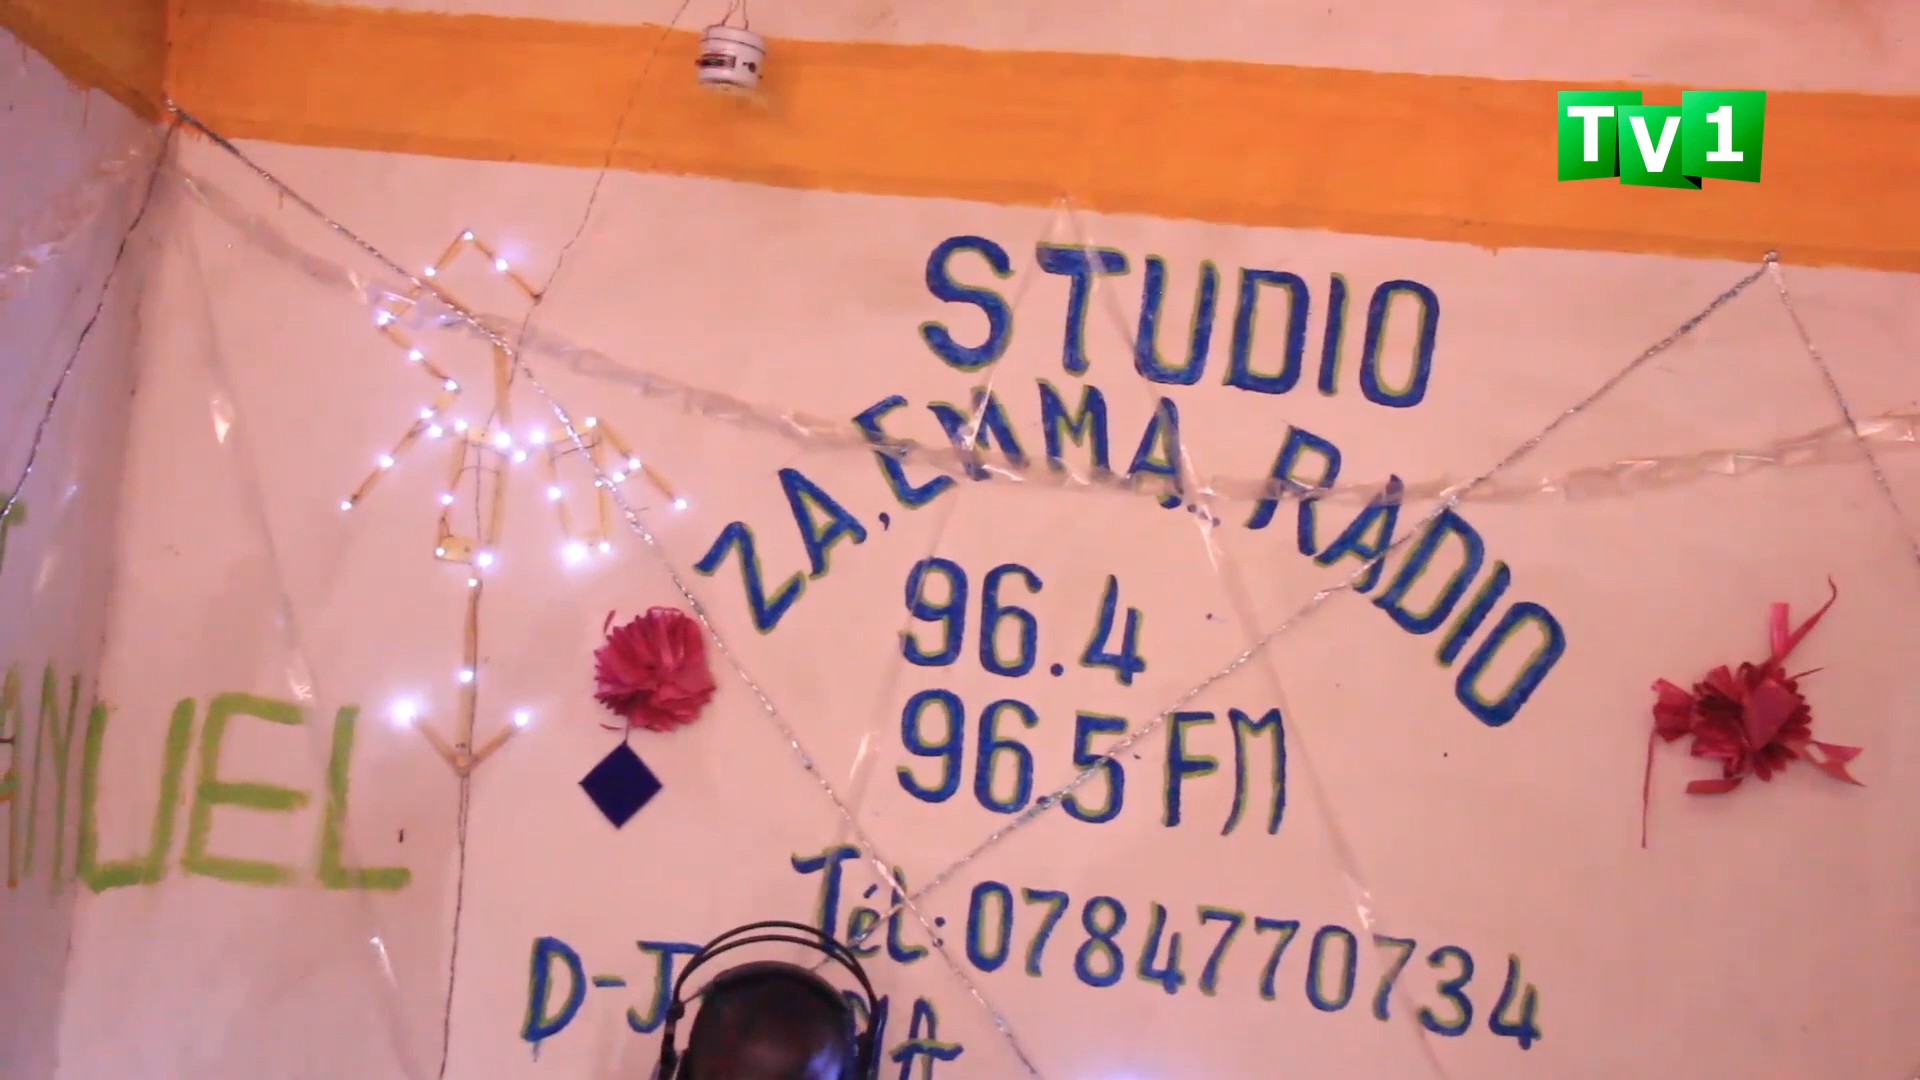 TV1
STUDIO
ZA, EMMA, RADIO
96.4
96.5 FM
Tél: 0784770734
ANUEL
D-J